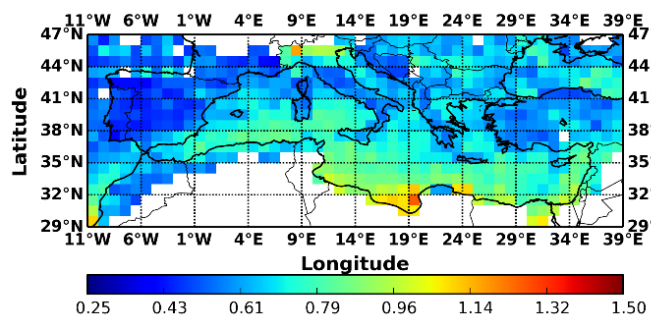 11°W 6°W 1°W 4°E 9°E 14°E 19°E 24°E 29°E 34°E 39°E
47°N 47°N
44°N 44°N
41°N 41°N
38°N 38°N
35°N 35°N
32°N 32°N
29°N 29°N
11°W 6°W 1°W 4°E 9°E 14°E 19°E 24°E 29°E 34°E 39°E
Latitude
Longitude
0.25 0.43 0.61 0.79 0.96 1.14 1.32 1.50